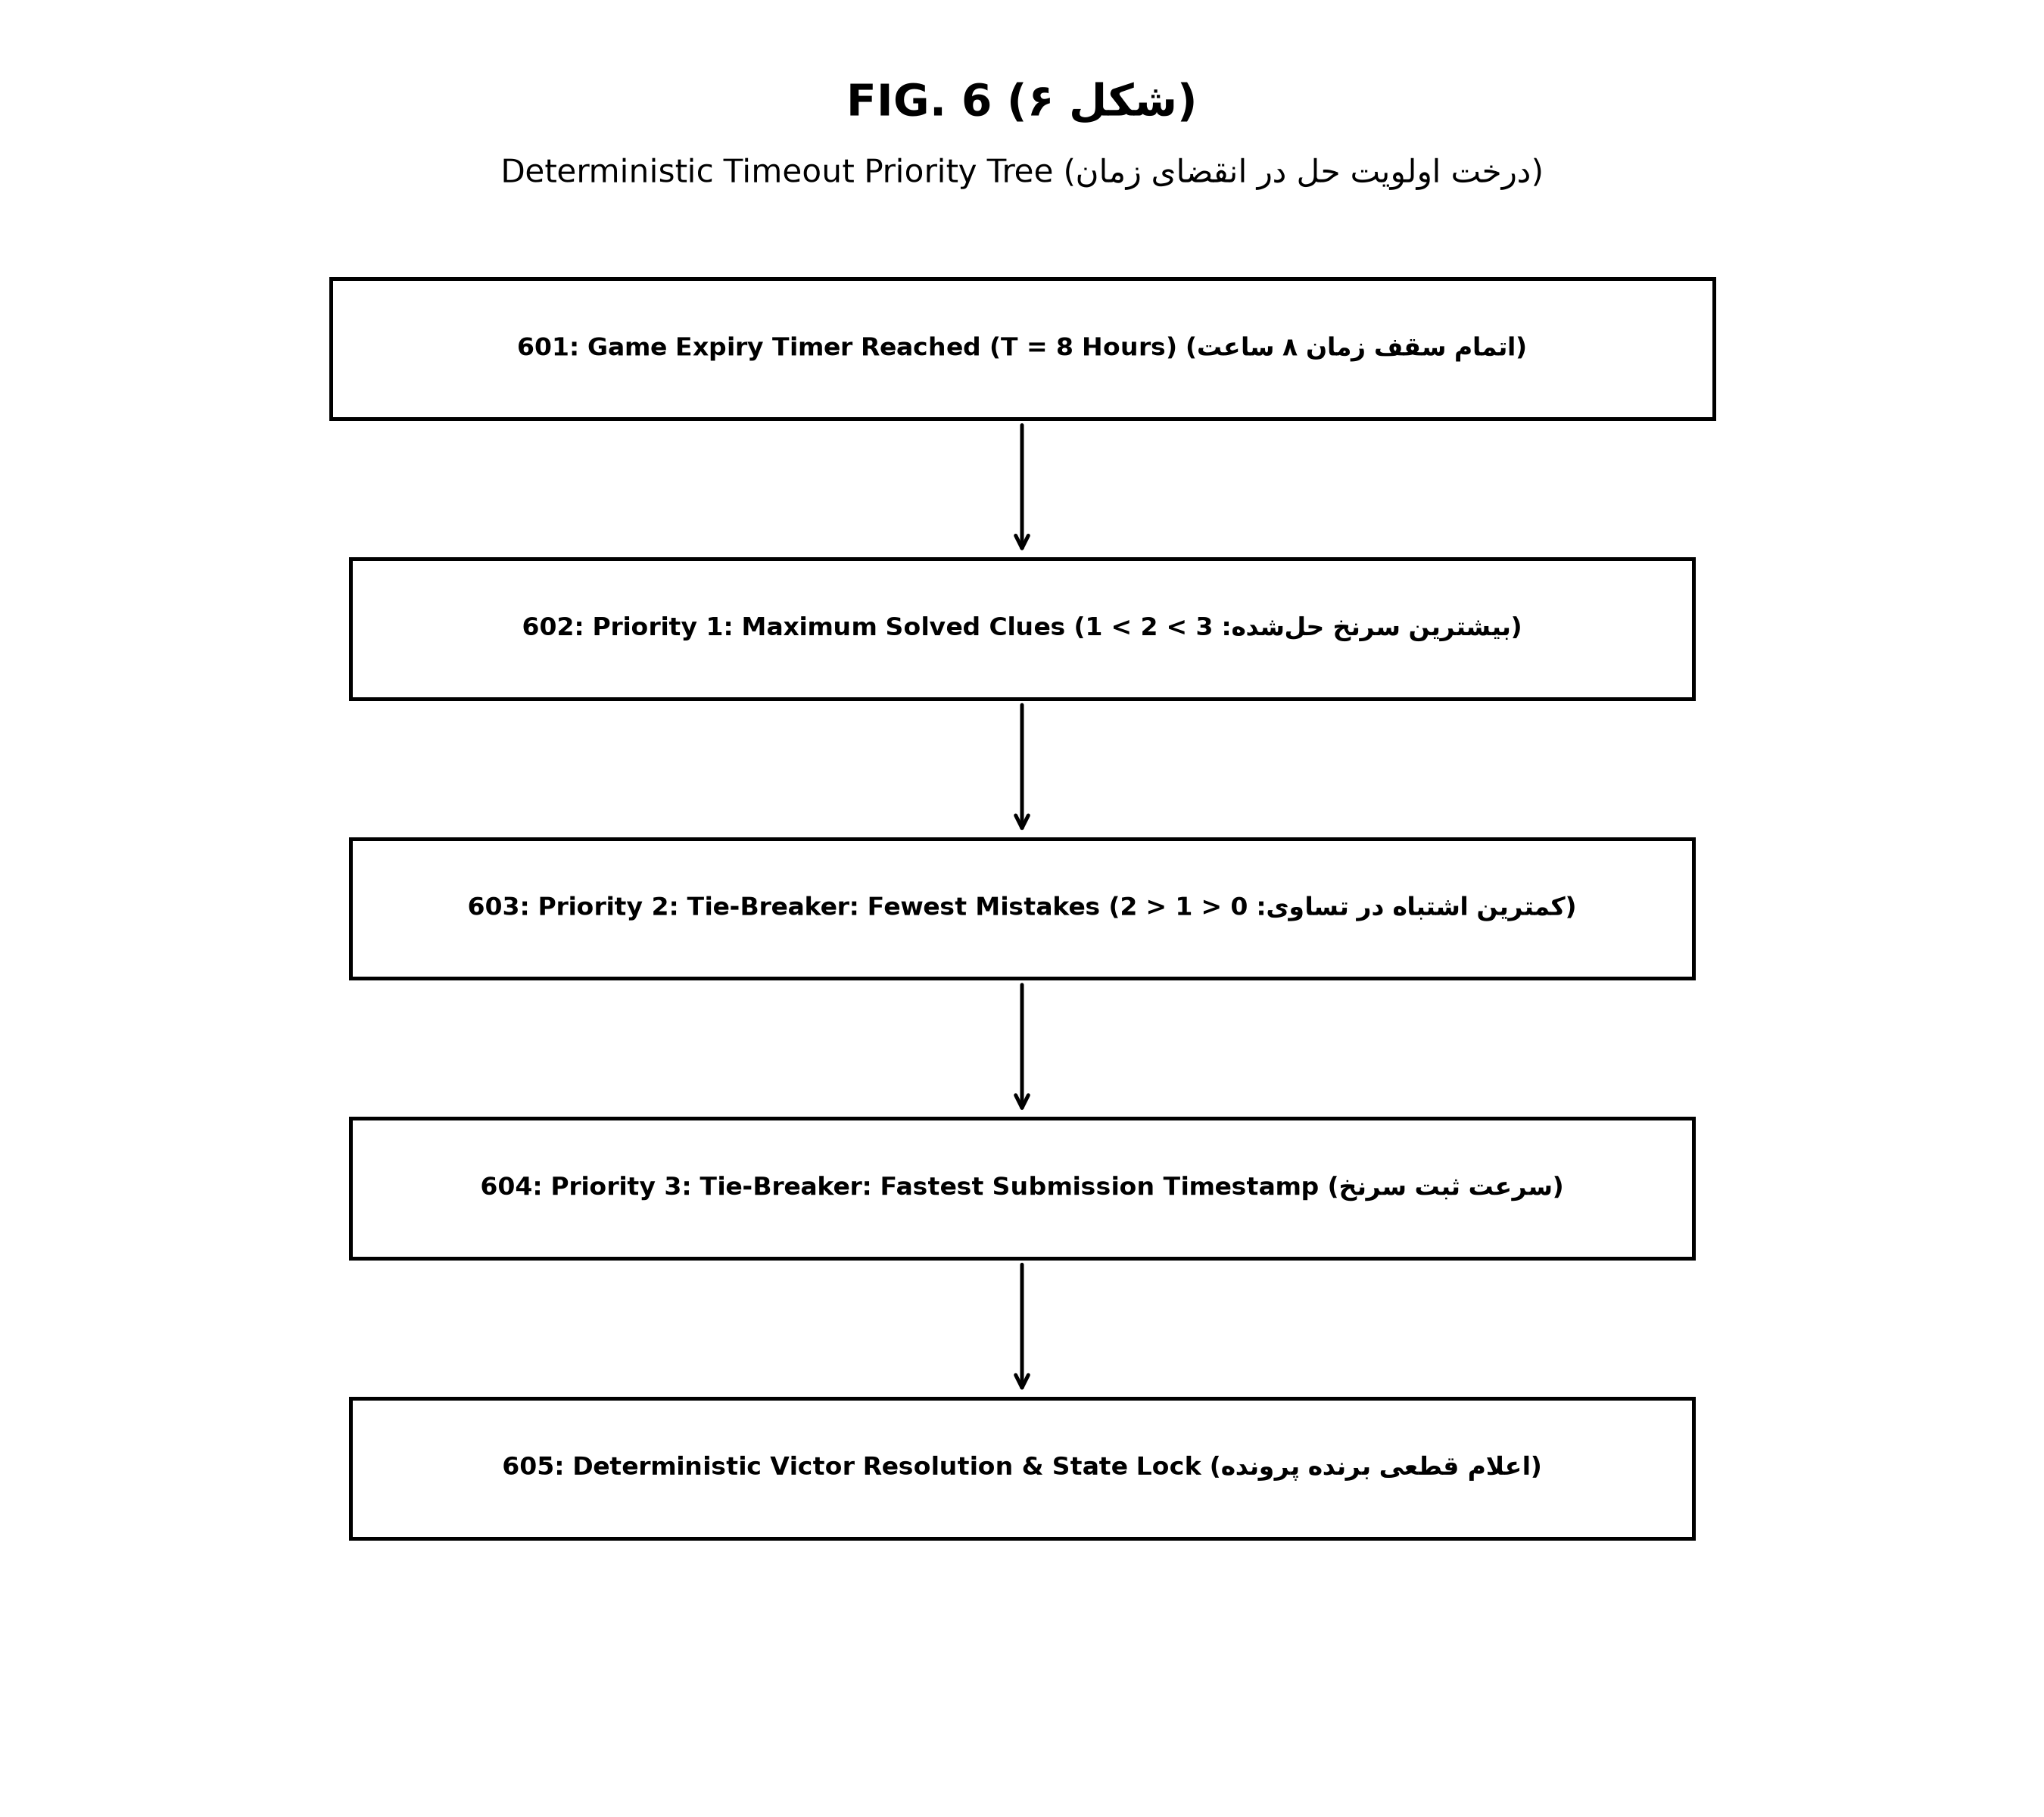 FIG. 6 (شکل ۶)
Deterministic Timeout Priority Tree (درخت اولویت حل در انقضای زمان)
601: Game Expiry Timer Reached (T = 8 Hours) (اتمام سقف زمان ۸ ساعت)
602: Priority 1: Maximum Solved Clues (بیشترین سرنخ حل‌شده: 3 > 2 > 1)
603: Priority 2: Tie-Breaker: Fewest Mistakes (کمترین اشتباه در تساوی: 0 < 1 < 2)
604: Priority 3: Tie-Breaker: Fastest Submission Timestamp (سرعت ثبت سرنخ)
605: Deterministic Victor Resolution & State Lock (اعلام قطعی برنده پرونده)